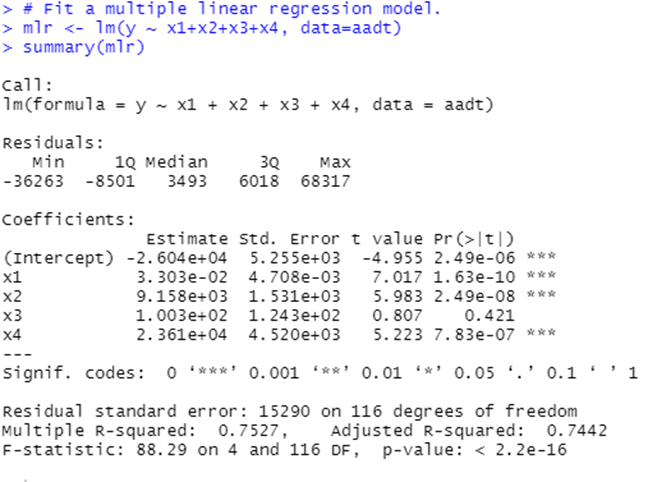 > # Fit a multiple linear regression model.
> mlr <- lm(y ~ x1+x2+x3+x4, data=aadt)
> summary(mlr)
Call:
lm(formula = y ~ x1 + x2 + x3 + x4, data = aadt)
Residuals:
   Min     1Q Median     3Q    Max
-36263  -8501   3493   6018  68317
Coefficients:
              Estimate Std. Error t value Pr(>|t|)
(Intercept) -2.604e+04  5.255e+03  -4.955 2.49e-06 ***
x1           3.303e-02  4.708e-03   7.017 1.63e-10 ***
x2           9.158e+03  1.531e+03   5.983 2.49e-08 ***
x3           1.003e+02  1.243e+02   0.807    0.421
x4           2.361e+04  4.520e+03   5.223 7.83e-07 ***
---
Signif. codes:  0 ‘***’ 0.001 ‘**’ 0.01 ‘*’ 0.05 ‘.’ 0.1 ‘ ’ 1
Residual standard error: 15290 on 116 degrees of freedom
Multiple R-squared:  0.7527,    Adjusted R-squared:  0.7442
F-statistic: 88.29 on 4 and 116 DF,  p-value: < 2.2e-16